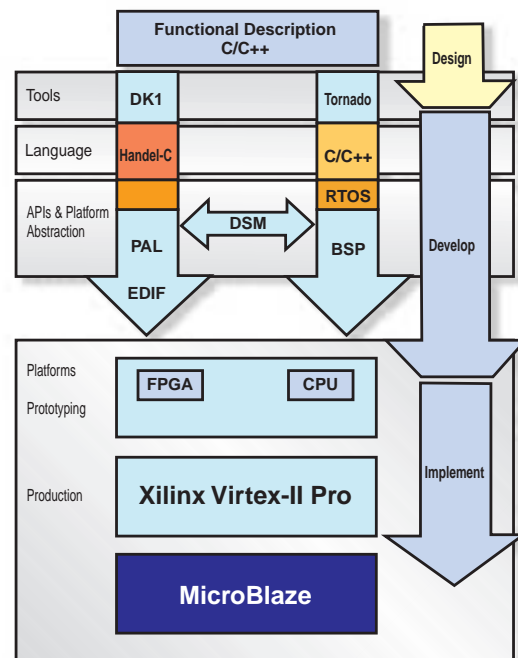 Functional Description
C/C++
Design
Tools
DK1
Tornado
Language
Handel-C
C/C++
RTOS
APIs & Platform
Abstraction
DSM
PAL
BSP
Develop
EDIF
Platforms
FPGA
CPU
Prototyping
Implement
Production
Xilinx Virtex-II Pro
MicroBlaze